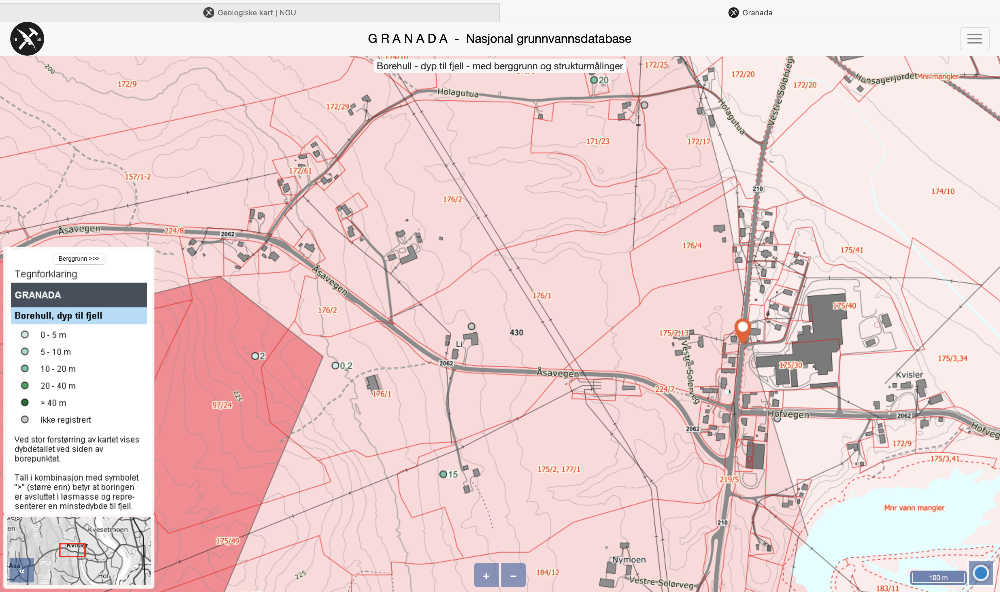 Geologiske kart | NGU
Granada
18 58
GRANADA - Nasjonal grunnvannsdatabase
Borehull - dyp til fjell - med berggrunn og strukturmålinger
174/10
172/25
172/20
172/20
Hunsagerjordet
Mnr mangler
200
172/9
20
Holagutua
Holagutua
Vestre Solørveg
172/29
171/23
172/17
172/61
157/1-2
176/2
210
174/10
Åsavegen
224/8
2062
176/4
175/41
Åsavegen
176/2
176/1
175/40
430
175/2,13
Li
2
0.2
2062
Åsavegen
Vestre Solørveg
175/30
175/3,34
Kvisler
225
97/24
176/1
224/7
2062
Hofvegen
2062
Hofveg
172/9
175/3,41
15
175/2, 177/1
219/5
Mnr vann mangler
210
175/49
Nymoen
225
184/12
Vestre Solørveg
183/11
Berggrunn >>>
Tegnforklaring
GRANADA
Borehull, dyp til fjell
0 - 5 m
5 - 10 m
10 - 20 m
20 - 40 m
> 40 m
Ikke registrert
Ved stor forstørring av kartet vises
dybdetallet ved siden av
borepunktet.
Tall i kombinasjon med symbolet
">" (større enn) betyr at boringen
er avsluttet i løsmasse og repre-
senterer en minstedybde til fjell.
Kvesetmoen
Kvisler
-Åsa
«
Hof
+
−
100 m